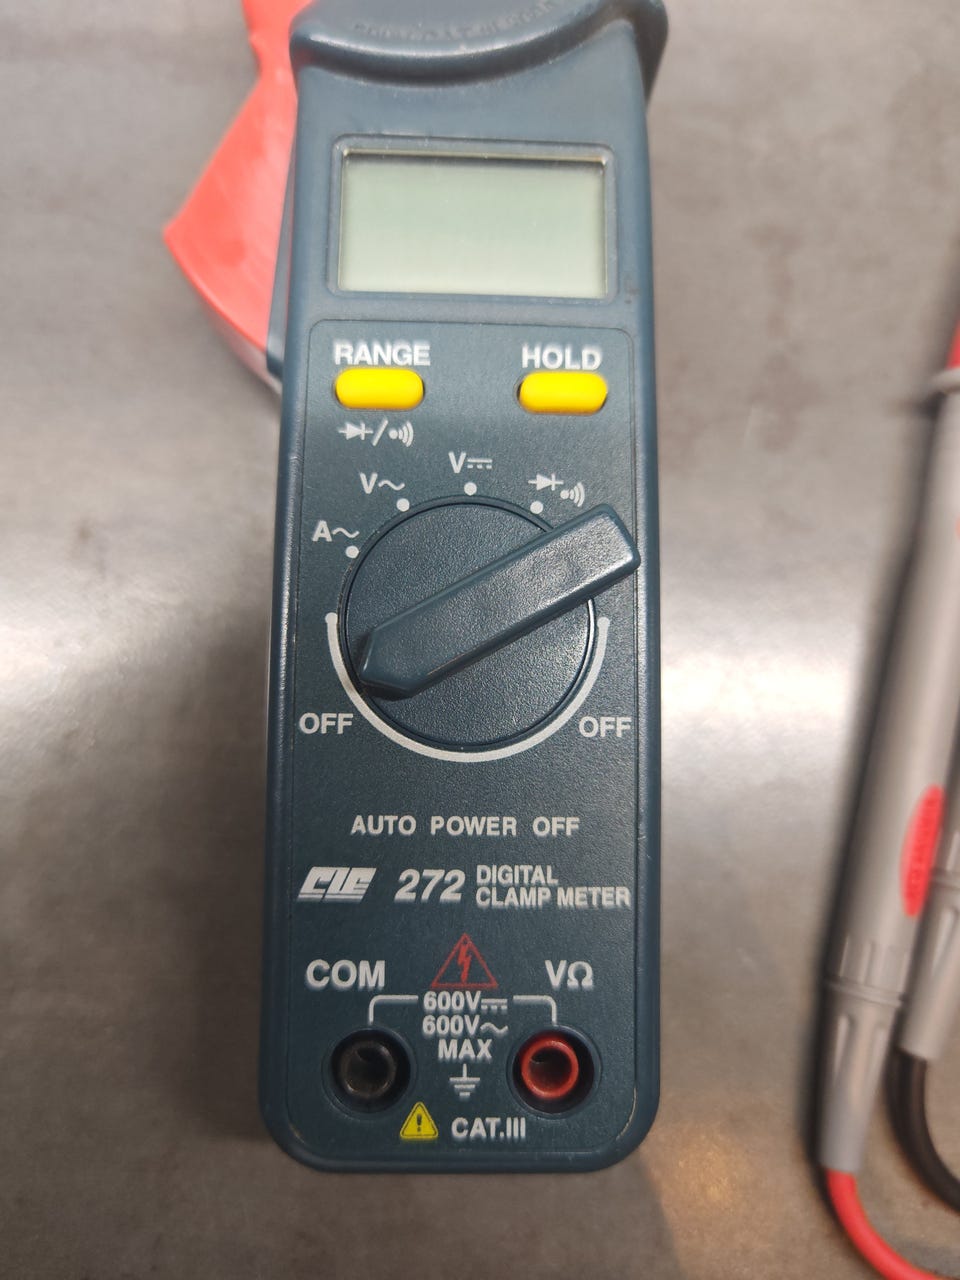 RANGE HOLD
V⎓
V~
A~
OFF OFF
AUTO POWER OFF
CIE 272 DIGITAL
CLAMP METER
COM VΩ
600V⎓
600V~
MAX
CAT.III